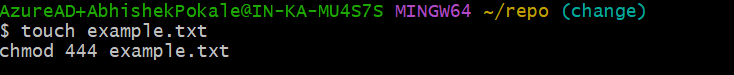 AzureAD+AbhishekPokale@IN-KA-MU4S7S MINGW64 ~/repo (change)
$ touch example.txt
chmod 444 example.txt